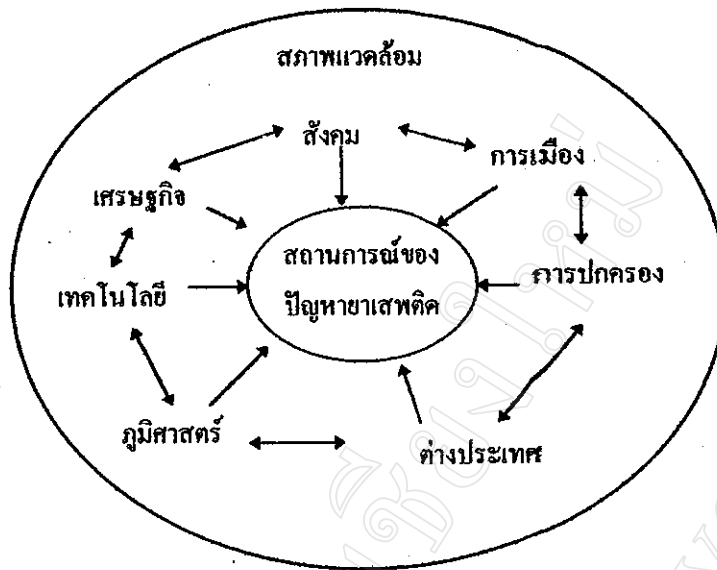 สภาพแวดล้อม
สังคม
การเมือง
เศรษฐกิจ
สถานการณ์ของ
ปัญหายาเสพติด
การปกครอง
เทคโนโลยี
ภูมิศาสตร์
ต่างประเทศ